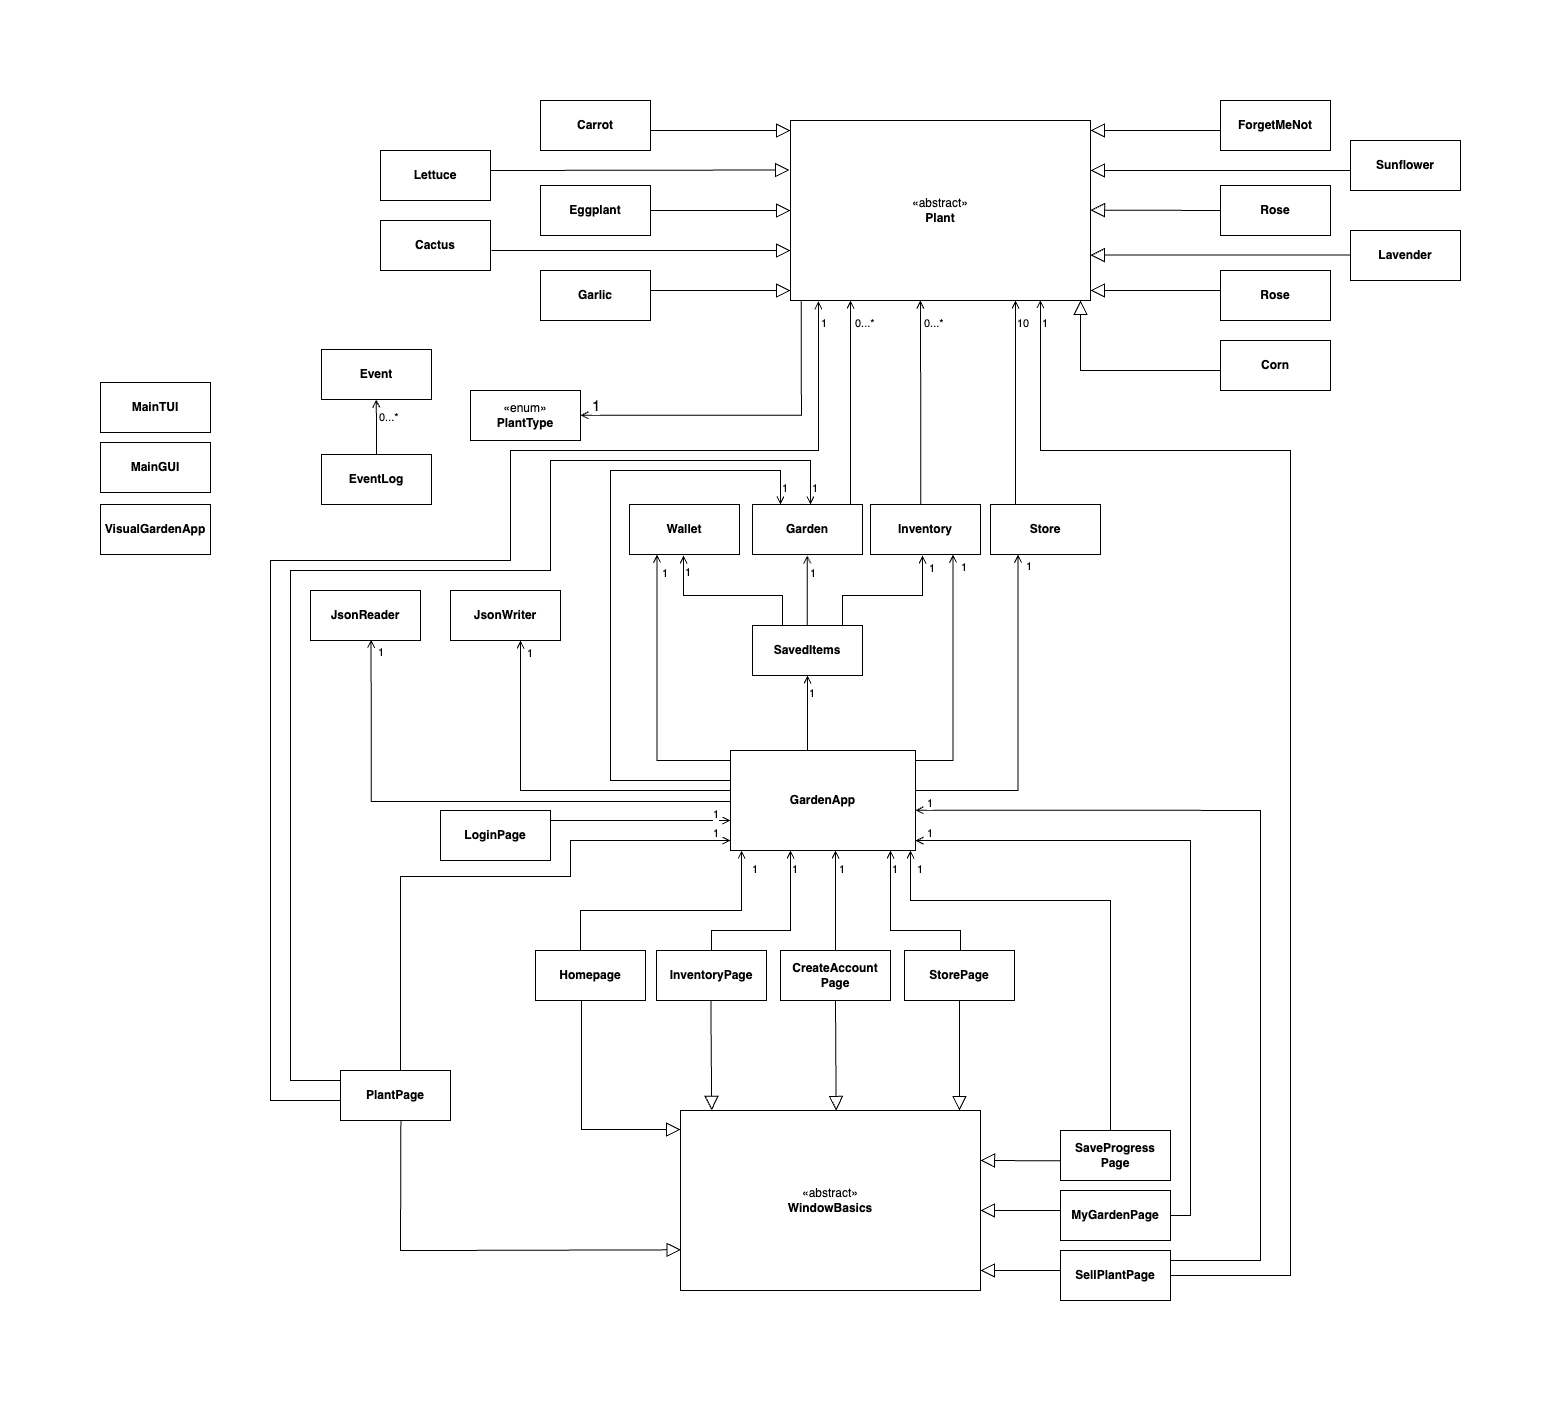 Carrot
ForgetMeNot
Lettuce
Sunflower
Eggplant
«abstract»
Plant
Rose
Cactus
Lavender
Garlic
Rose
1
0...*
0...*
10
1
Corn
Event
MainTUI
«enum»
PlantType
1
0...*
MainGUI
EventLog
1
1
VisualGardenApp
Wallet
Garden
Inventory
Store
1
1
1
1
1
1
JsonReader
JsonWriter
1
1
SavedItems
1
GardenApp
1
1
LoginPage
1
1
1
1
1
1
1
Homepage
InventoryPage
CreateAccount
Page
StorePage
PlantPage
SaveProgress
Page
«abstract»
WindowBasics
MyGardenPage
SellPlantPage